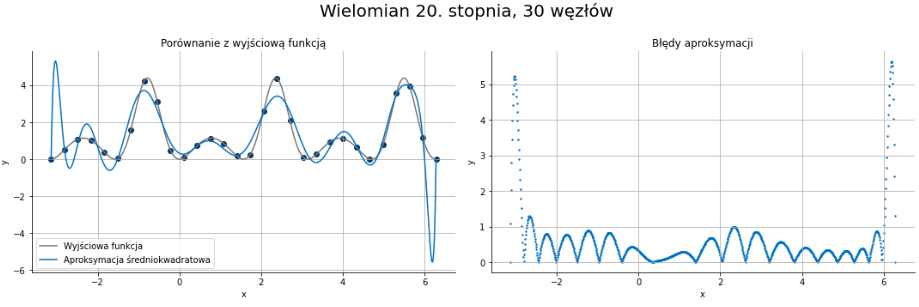 Wielomian 20. stopnia, 30 węzłów
Porównanie z wyjściową funkcją
Błędy aproksymacji
y
4
2
0
−2
−4
−6
−2
0
2
4
6
x
Wyjściowa funkcja
Aproksymacja średniokwadratowa
y
5
4
3
2
1
0
−2
0
2
4
6
x